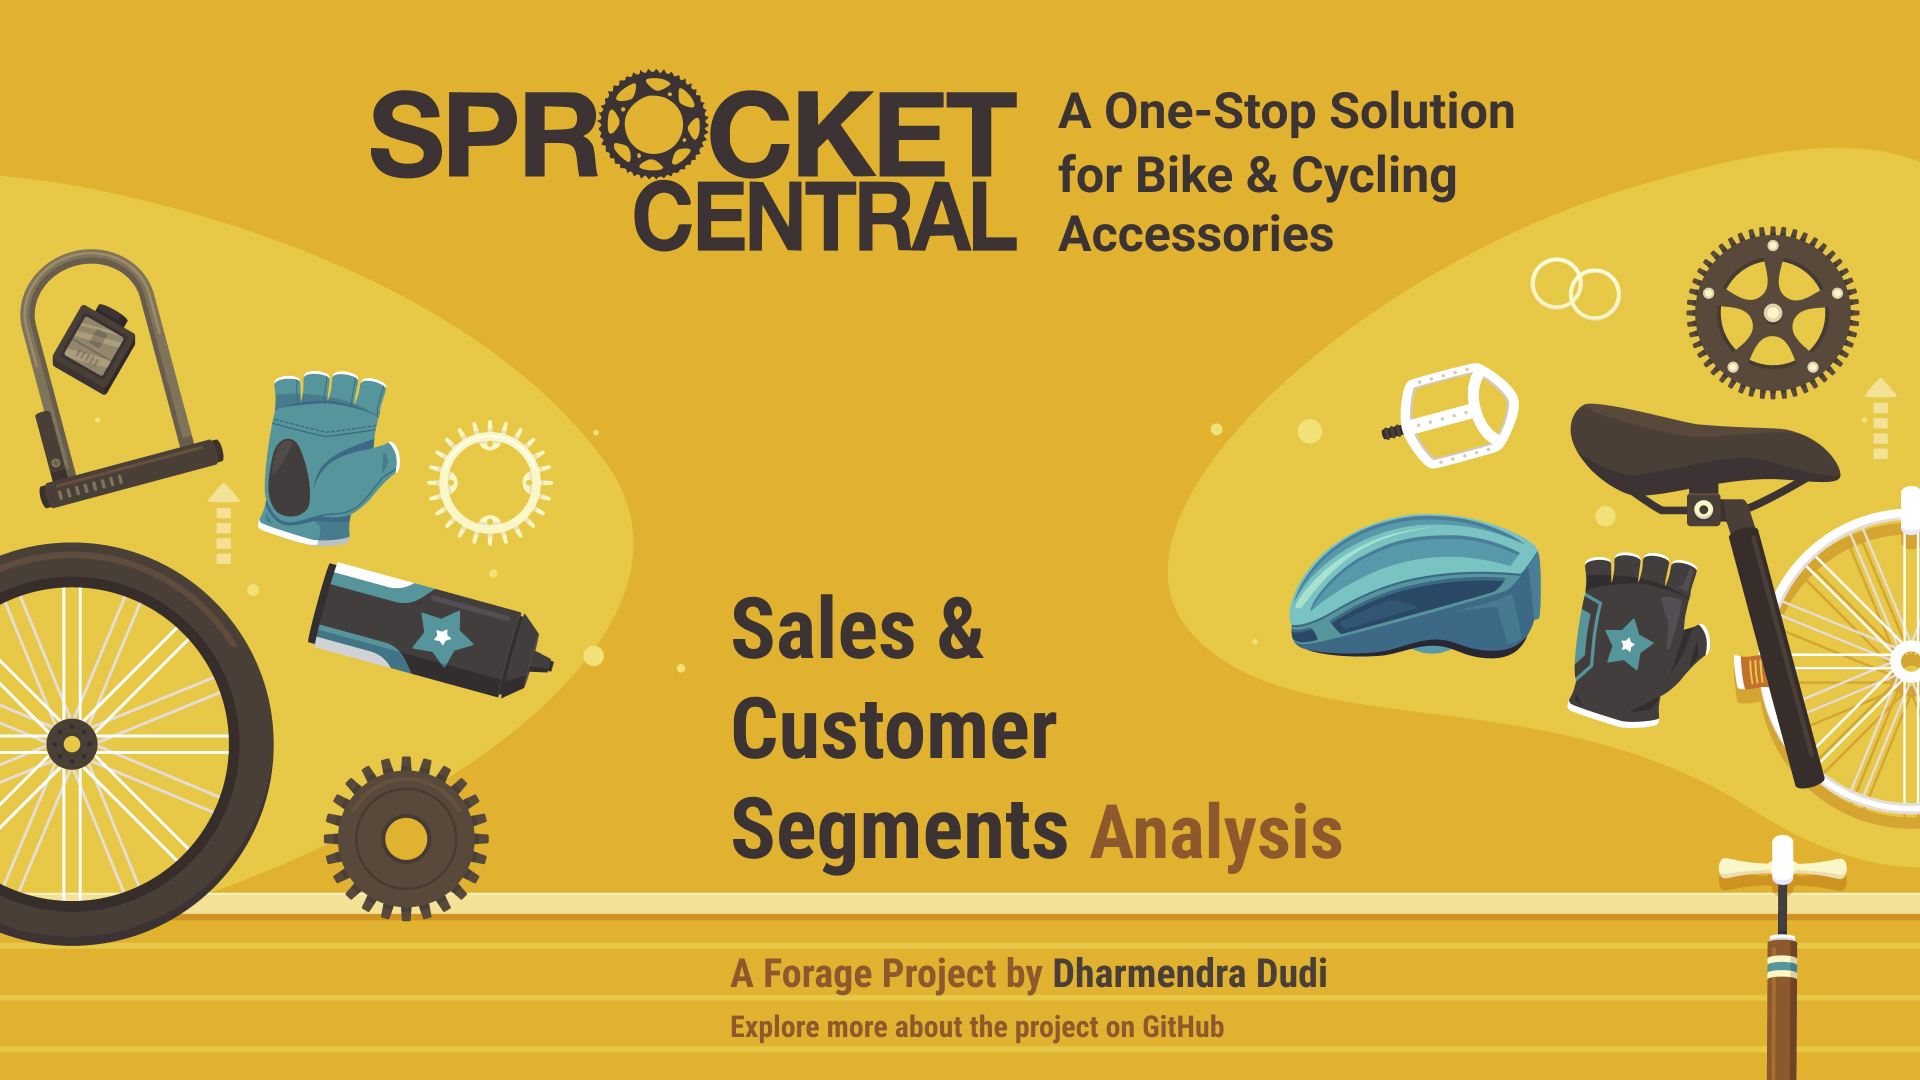 SPROCKET
CENTRAL
A One-Stop Solution
for Bike & Cycling
Accessories
Sales &
Customer
Segments Analysis
A Forage Project by Dharmendra Dudi
Explore more about the project on GitHub